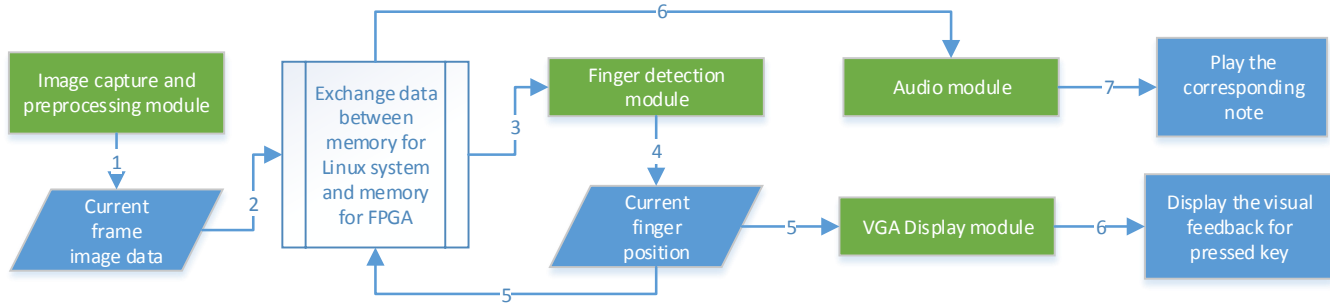 6
Image capture and
preprocessing module
1
Current
frame
image data
2
Exchange data
between
memory for
Linux system
and memory
for FPGA
3
Finger detection
module
4
Current
finger
position
5
5
Audio module
7
Play the
corresponding
note
VGA Display module
6
Display the visual
feedback for
pressed key